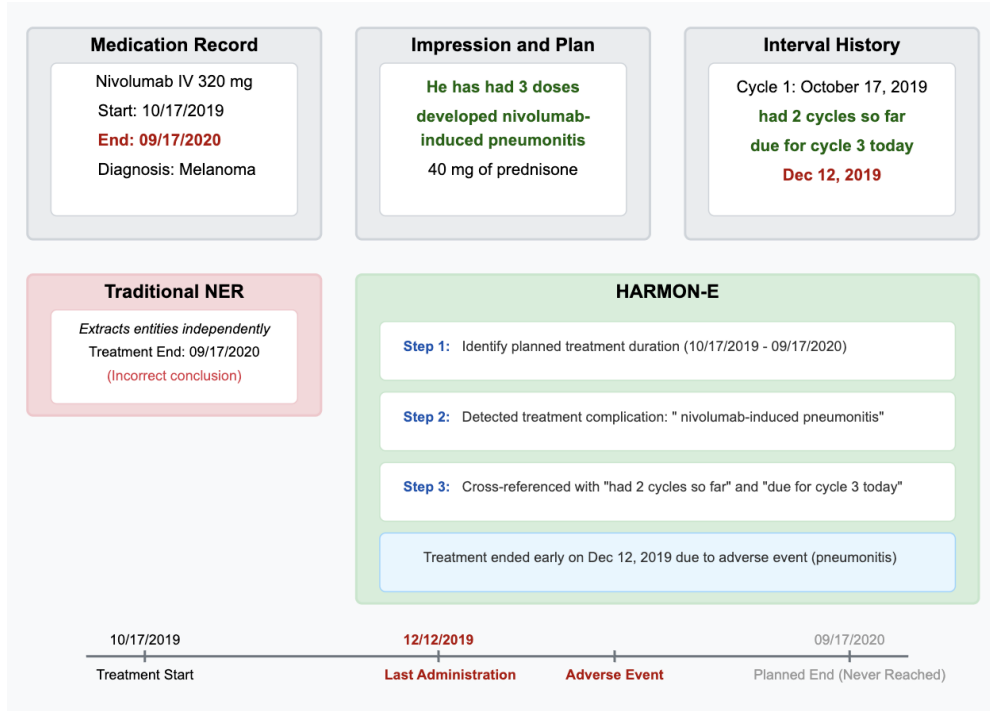 Medication Record
Nivolumab IV 320 mg
Start: 10/17/2019
End: 09/17/2020
Diagnosis: Melanoma
Impression and Plan
He has had 3 doses
developed nivolumab-
induced pneumonitis
40 mg of prednisone
Interval History
Cycle 1: October 17, 2019
had 2 cycles so far
due for cycle 3 today
Dec 12, 2019
Traditional NER
Extracts entities independently
Treatment End: 09/17/2020
(Incorrect conclusion)
HARMON-E
Step 1: Identify planned treatment duration (10/17/2019 - 09/17/2020)
Step 2: Detected treatment complication: " nivolumab-induced pneumonitis"
Step 3: Cross-referenced with "had 2 cycles so far" and "due for cycle 3 today"
Treatment ended early on Dec 12, 2019 due to adverse event (pneumonitis)
10/17/2019 12/12/2019 09/17/2020
Treatment Start Last Administration Adverse Event Planned End (Never Reached)